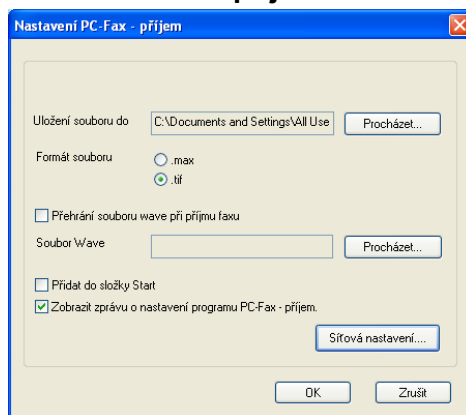 Nastavení PC-Fax - příjem
Uložení souboru do C:\Documents and Settings\All Use Procházet...
Formát souboru .max
.tif
Přehrání souboru wave při příjmu faxu
Soubor Wave Procházet...
Přidat do složky Start
Zobrazit zprávu o nastavení programu PC-Fax - příjem.
Síťová nastavení....
OK Zrušit